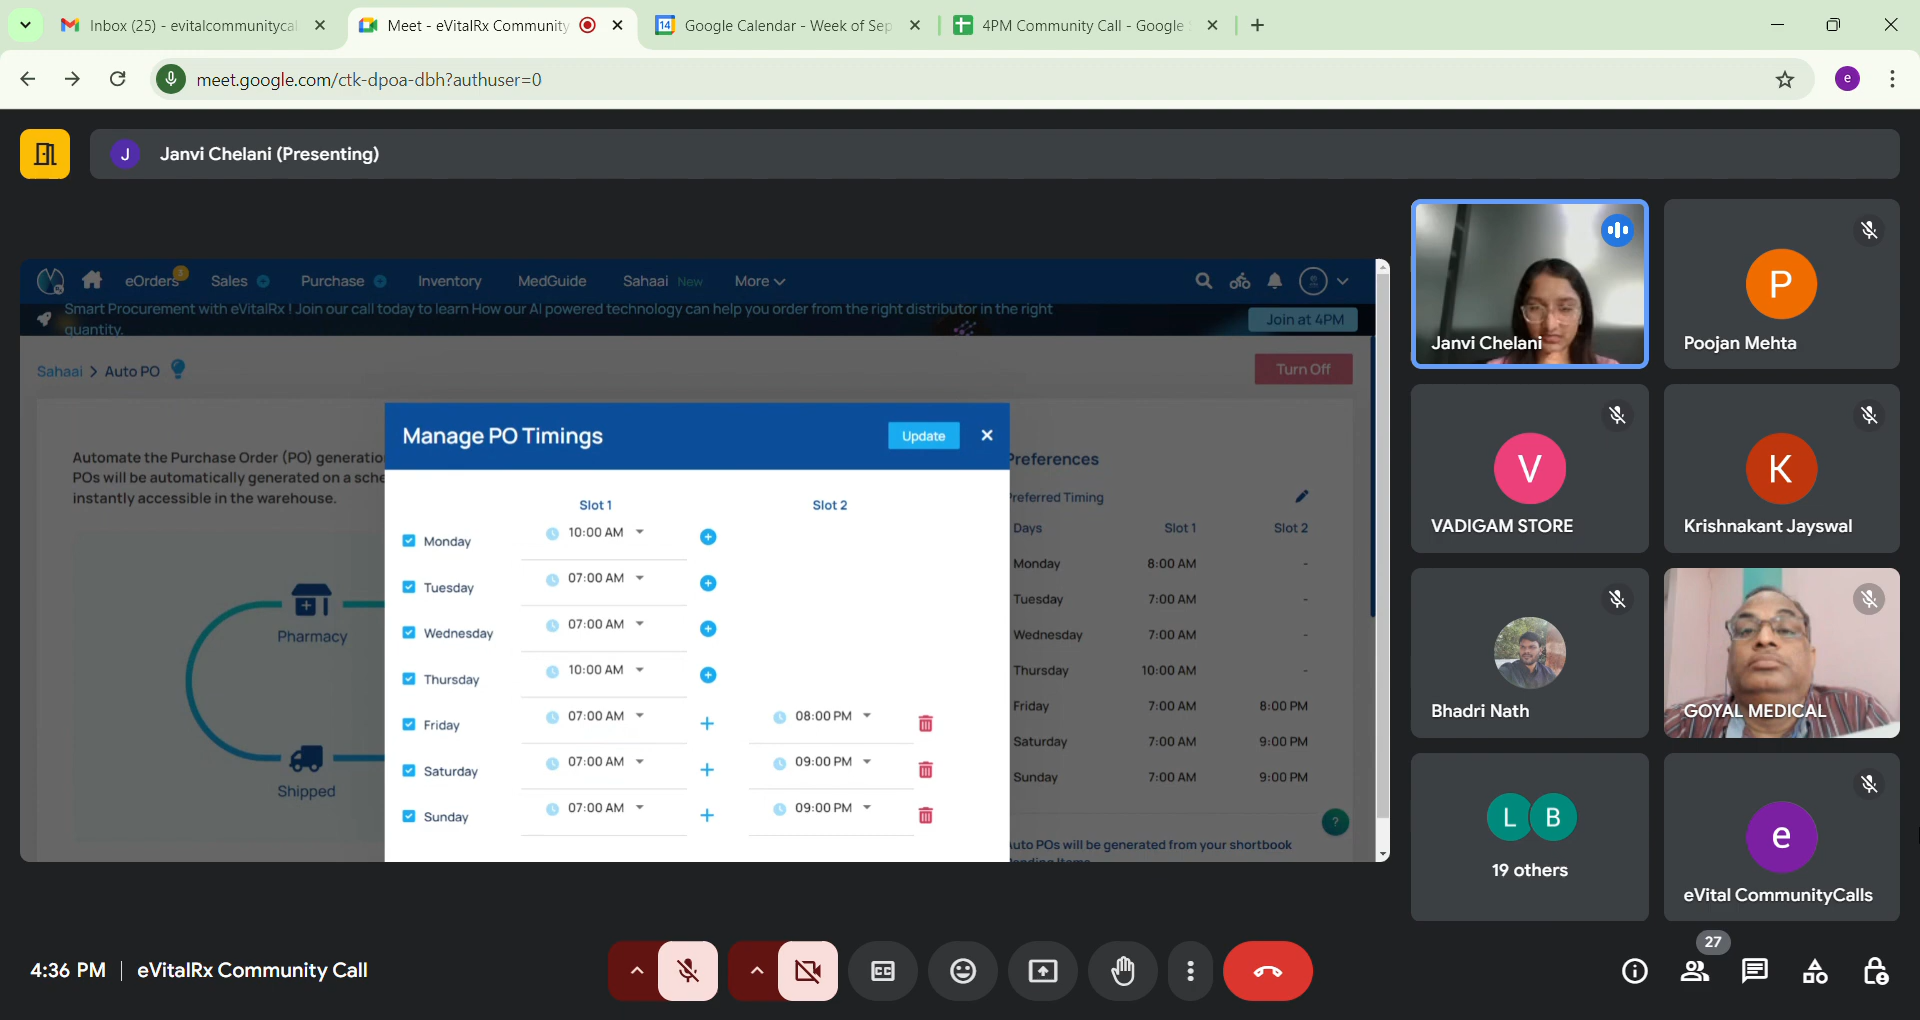 Inbox (25) - evitalcommunitycal
Meet - eVitalRx Community
Google Calendar - Week of Sep
4PM Community Call - Google S
meet.google.com/ctk-dpoa-dbh?authuser=0
e
J
Janvi Chelani (Presenting)
eOrders 3 Sales Purchase Inventory MedGuide Sahaai New More
Smart Procurement with eVitalRx ! Join our call today to learn How our AI powered technology can help you order from the right distributor in the right
quantity.
Join at 4PM
Sahaai > Auto PO
Turn Off
Automate the Purchase Order (PO) generatio
POs will be automatically generated on a sche
instantly accessible in the warehouse.
Pharmacy
Shipped
Manage PO Timings
Update
Slot 1 Slot 2
Monday 10:00 AM
Tuesday 07:00 AM
Wednesday 07:00 AM
Thursday 10:00 AM
Friday 07:00 AM 08:00 PM
Saturday 07:00 AM 09:00 PM
Sunday 07:00 AM 09:00 PM
Preferences
Preferred Timing
Days Slot 1 Slot 2
Monday 8:00 AM -
Tuesday 7:00 AM -
Wednesday 7:00 AM -
Thursday 10:00 AM -
Friday 7:00 AM 8:00 PM
Saturday 7:00 AM 9:00 PM
Sunday 7:00 AM 9:00 PM
?
uto POs will be generated from your shortbook
Janvi Chelani
P
Poojan Mehta
V
VADIGAM STORE
K
Krishnakant Jayswal
Bhadri Nath
GOYAL MEDICAL
L B
19 others
e
eVital CommunityCalls
4:36 PM | eVitalRx Community Call
27